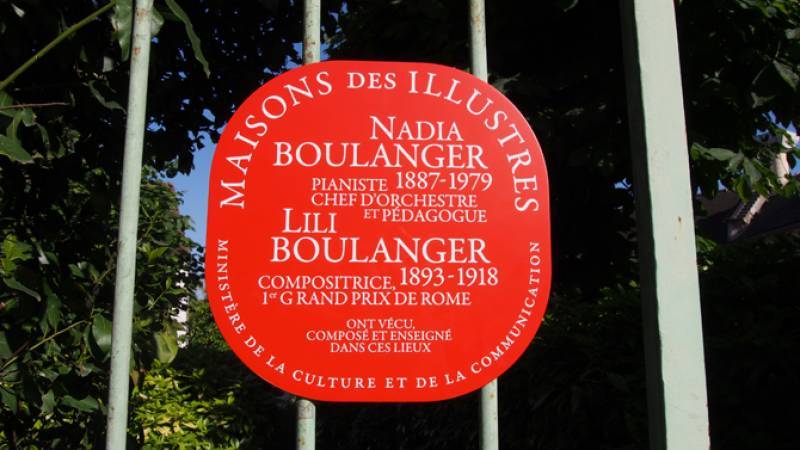 MAISONS DES ILLUSTRES
NADIA
BOULANGER
PIANISTE 1887-1979
CHEF D'ORCHESTRE
ET PÉDAGOGUE
LILI
BOULANGER
COMPOSITRICE, 1893-1918
1er GRAND PRIX DE ROME
ONT VÉCU,
COMPOSÉ ET ENSEIGNÉ
DANS CES LIEUX
MINISTÈRE DE LA CULTURE ET DE LA COMMUNICATION